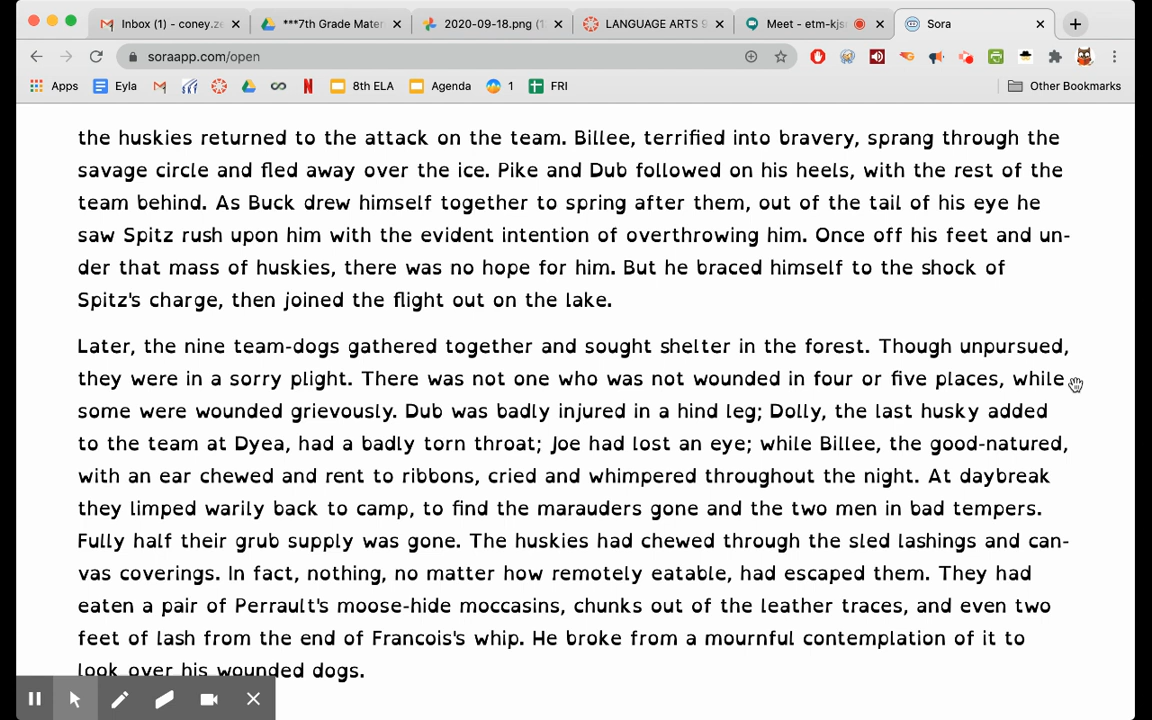 Inbox (1) - coney.ze
***7th Grade Mater
2020-09-18.png (1
LANGUAGE ARTS 9
Meet - etm-kjs
Sora
soraapp.com/open
Apps
Eyla
8th ELA
Agenda
1
FRI
Other Bookmarks
the huskies returned to the attack on the team. Billee, terrified into bravery, sprang through the
savage circle and fled away over the ice. Pike and Dub followed on his heels, with the rest of the
team behind. As Buck drew himself together to spring after them, out of the tail of his eye he
saw Spitz rush upon him with the evident intention of overthrowing him. Once off his feet and un-
der that mass of huskies, there was no hope for him. But he braced himself to the shock of
Spitz's charge, then joined the flight out on the lake.
Later, the nine team-dogs gathered together and sought shelter in the forest. Though unpursued,
they were in a sorry plight. There was not one who was not wounded in four or five places, while
some were wounded grievously. Dub was badly injured in a hind leg; Dolly, the last husky added
to the team at Dyea, had a badly torn throat; Joe had lost an eye; while Billee, the good-natured,
with an ear chewed and rent to ribbons, cried and whimpered throughout the night. At daybreak
they limped warily back to camp, to find the marauders gone and the two men in bad tempers.
Fully half their grub supply was gone. The huskies had chewed through the sled lashings and can-
vas coverings. In fact, nothing, no matter how remotely eatable, had escaped them. They had
eaten a pair of Perrault's moose-hide moccasins, chunks out of the leather traces, and even two
feet of lash from the end of Francois's whip. He broke from a mournful contemplation of it to
look over his wounded dogs.